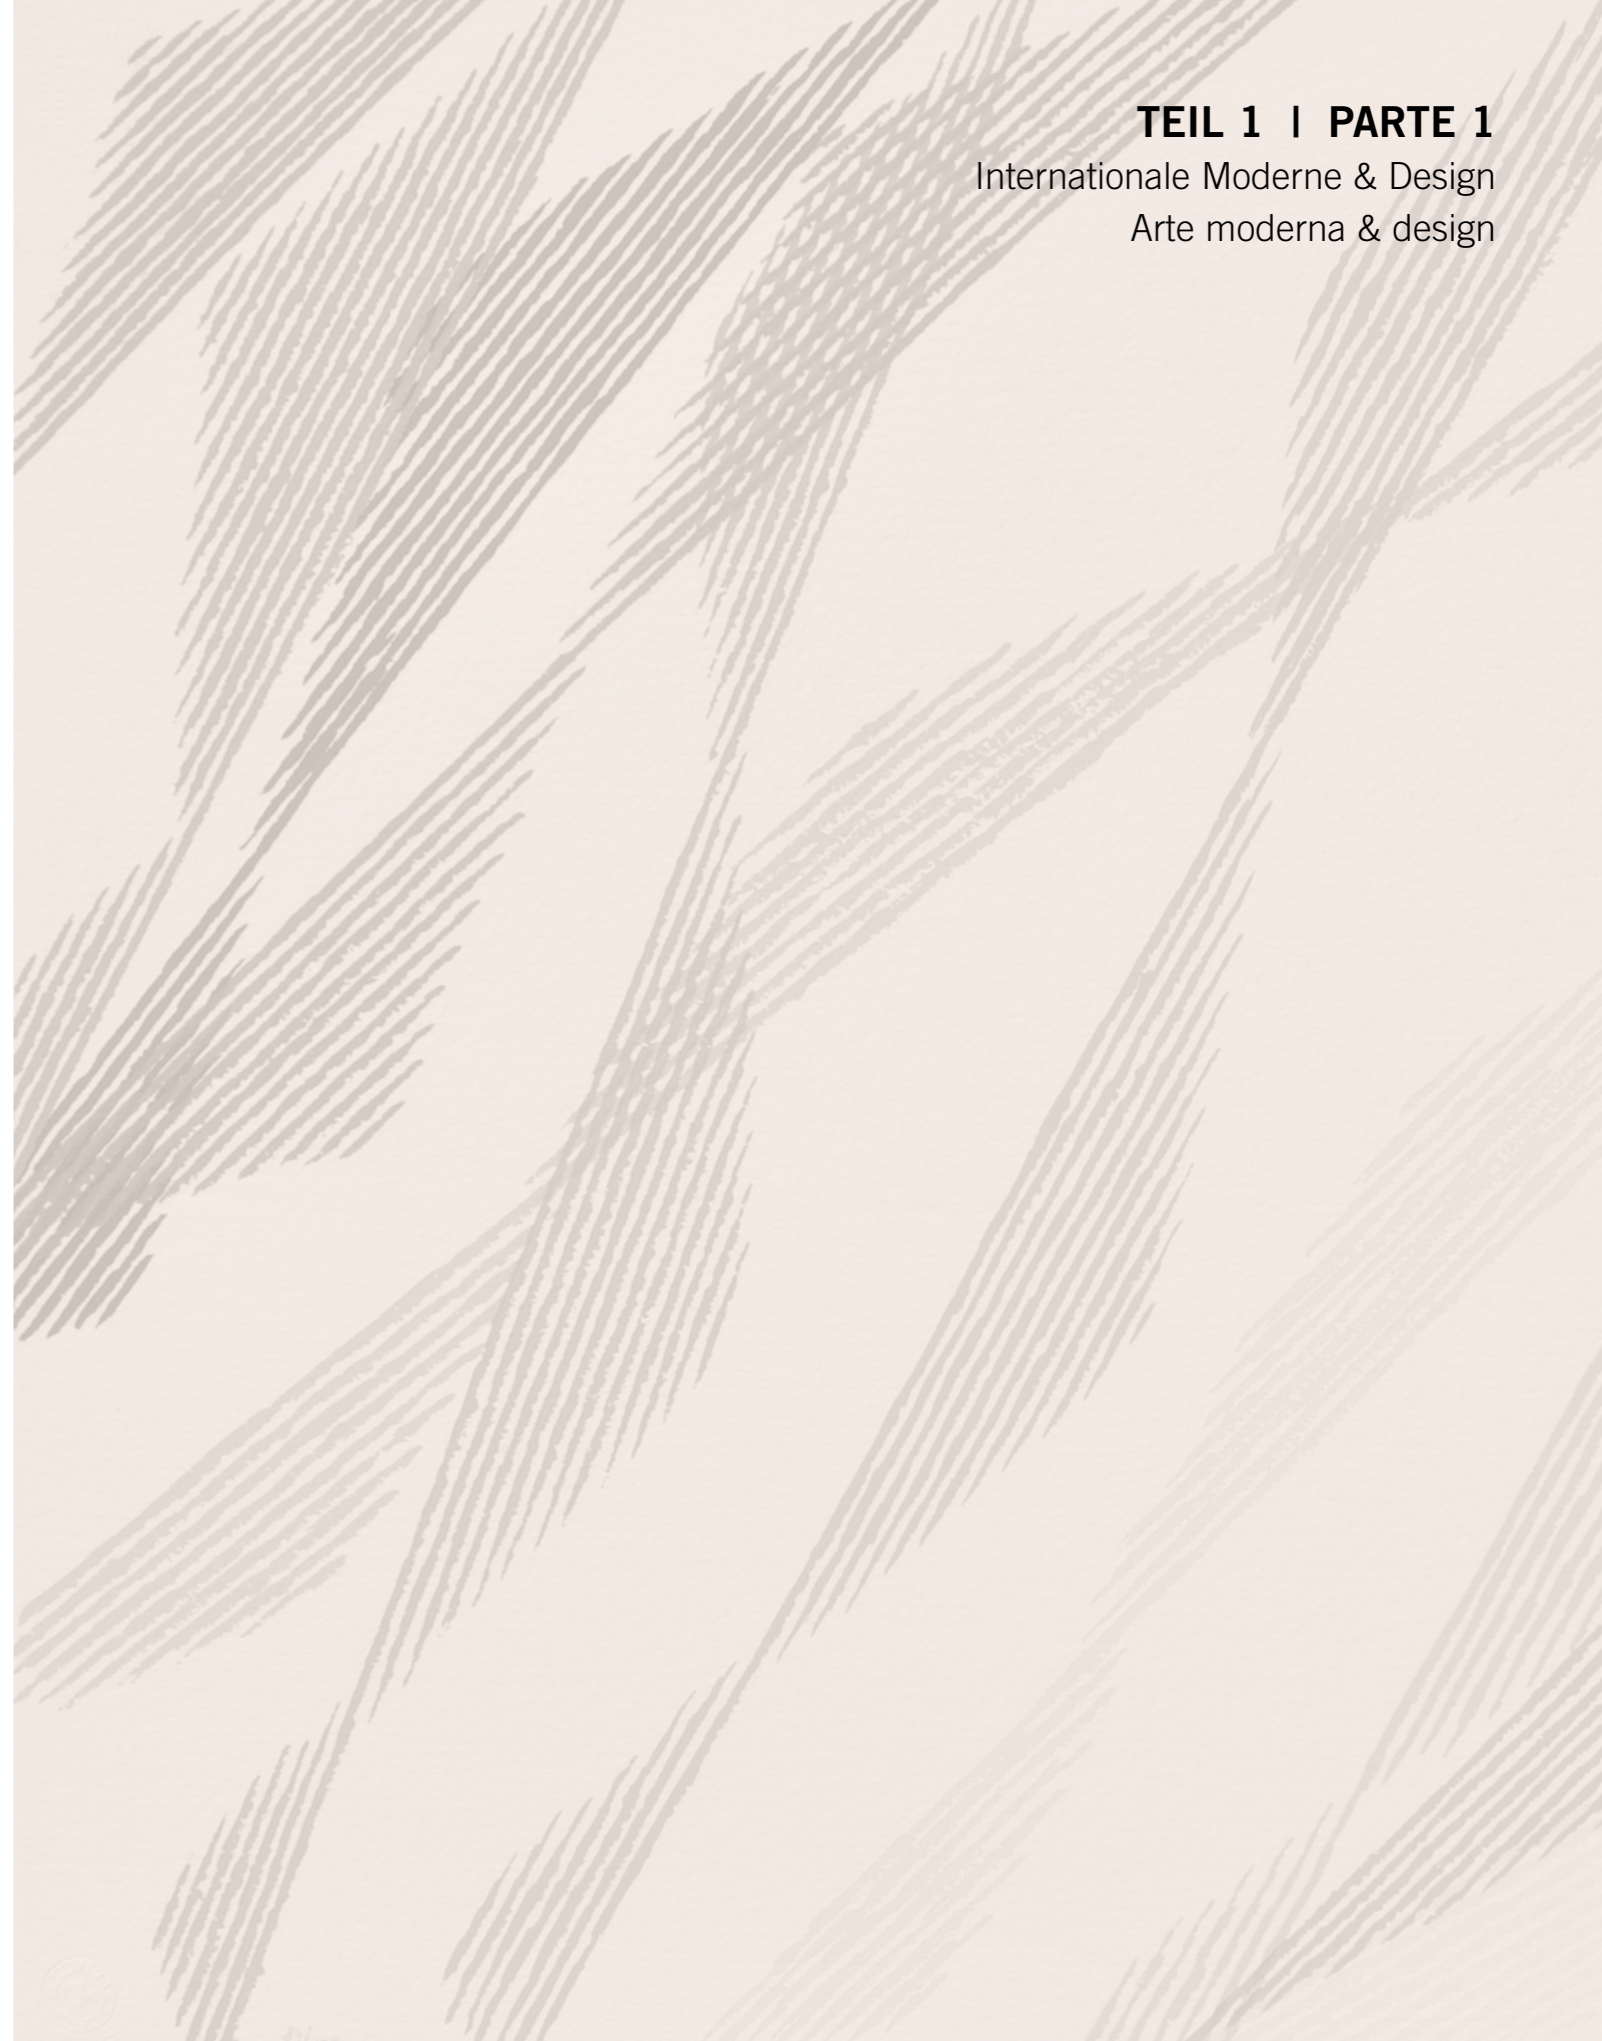 TEIL 1 | PARTE 1
Internationale Moderne & Design
Arte moderna & design